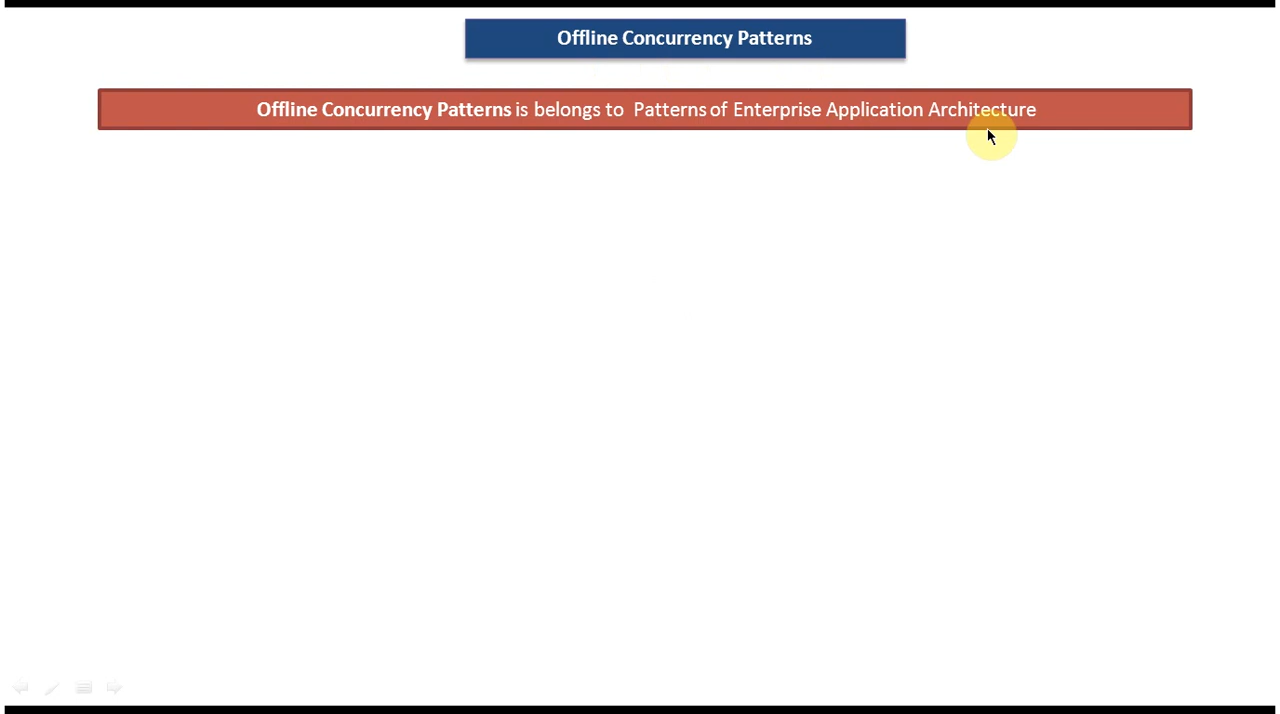 Offline Concurrency Patterns
Offline Concurrency Patterns is belongs to Patterns of Enterprise Application Architecture